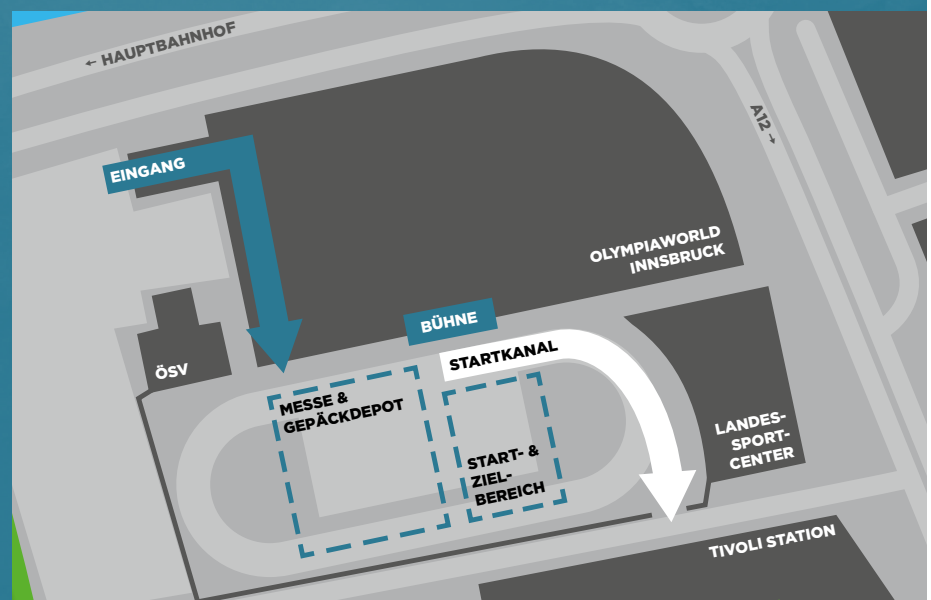 ← HAUPTBAHNHOF
A12 →
EINGANG
OLYMPIAWORLD
INNSBRUCK
BÜHNE
STARTKANAL
ÖSV
MESSE &
GEPÄCKDEPOT
START- &
ZIEL-
BEREICH
LANDES-
SPORT-
CENTER
TIVOLI STATION